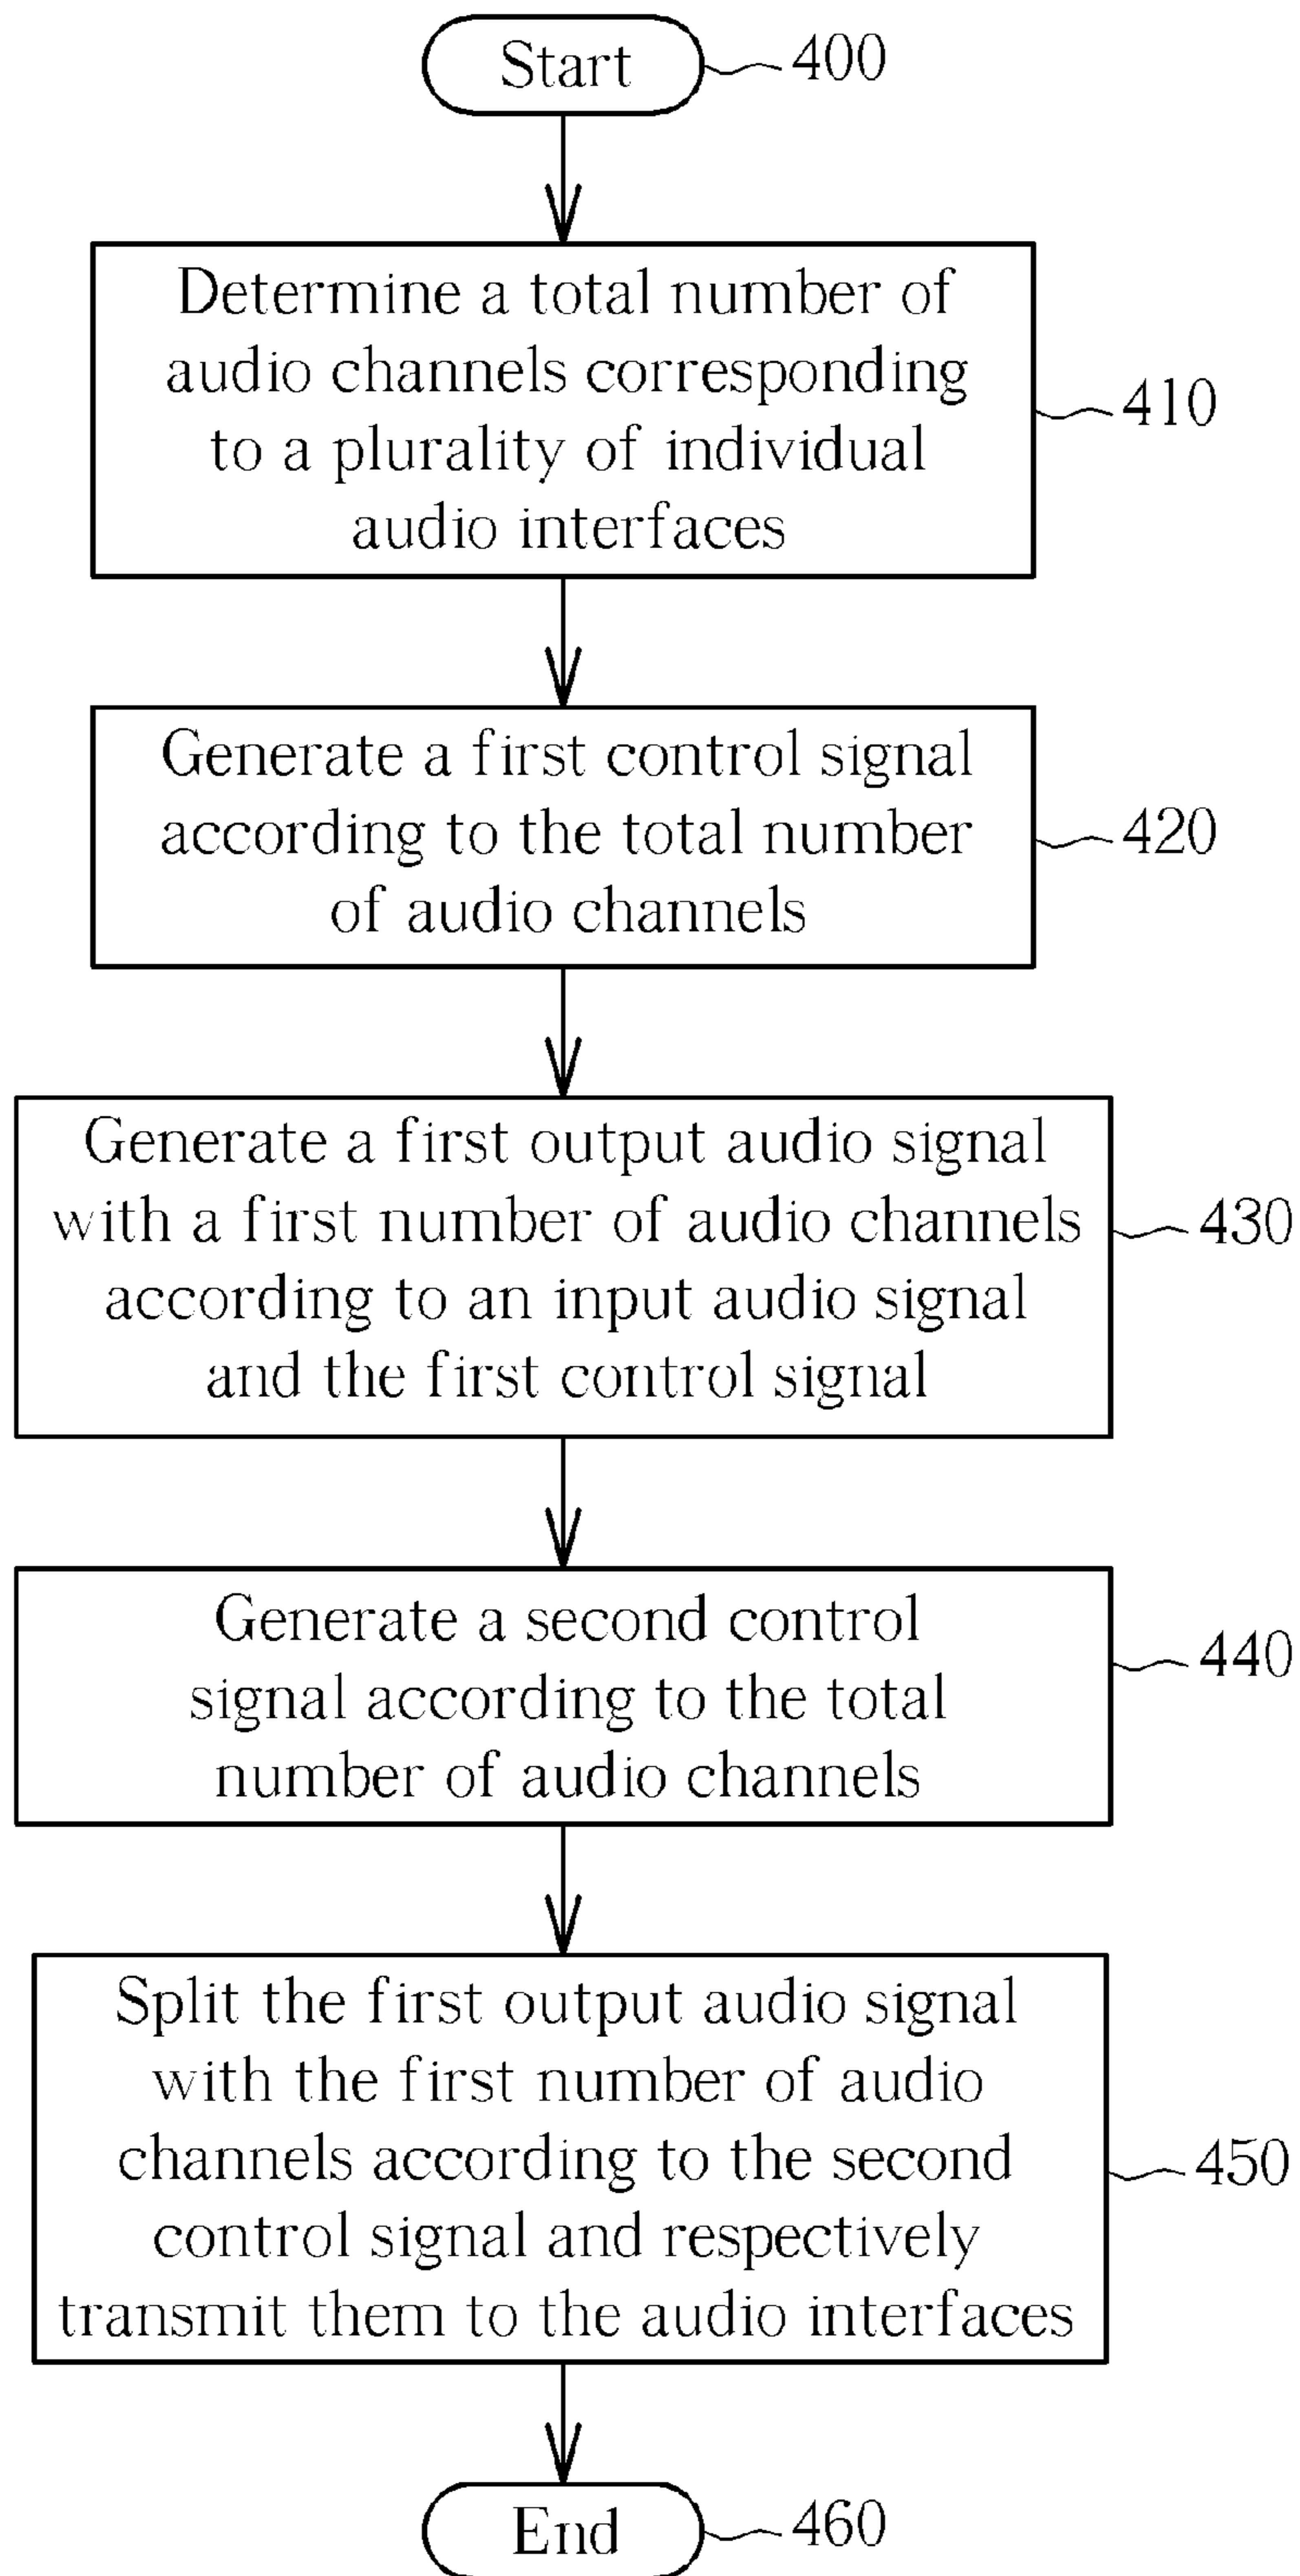 Start
400
Determine a total number of
audio channels corresponding
to a plurality of individual
audio interfaces
410
Generate a first control signal
according to the total number
of audio channels
420
Generate a first output audio signal
with a first number of audio channels
according to an input audio signal
and the first control signal
430
Generate a second control
signal according to the total
number of audio channels
440
Split the first output audio signal
with the first number of audio
channels according to the second
control signal and respectively
transmit them to the audio interfaces
450
End
460